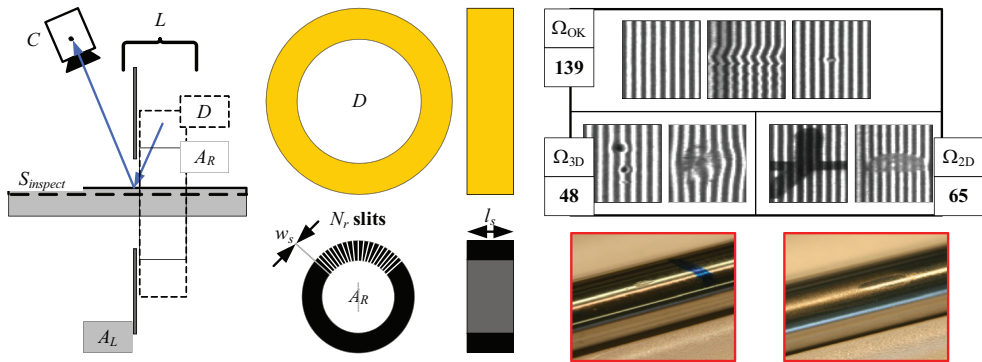 C
L
D
A_R
S_inspect
A_L
D
w_s
N_r slits
A_R
l_s
Ω_OK
139
Ω_3D
48
Ω_2D
65